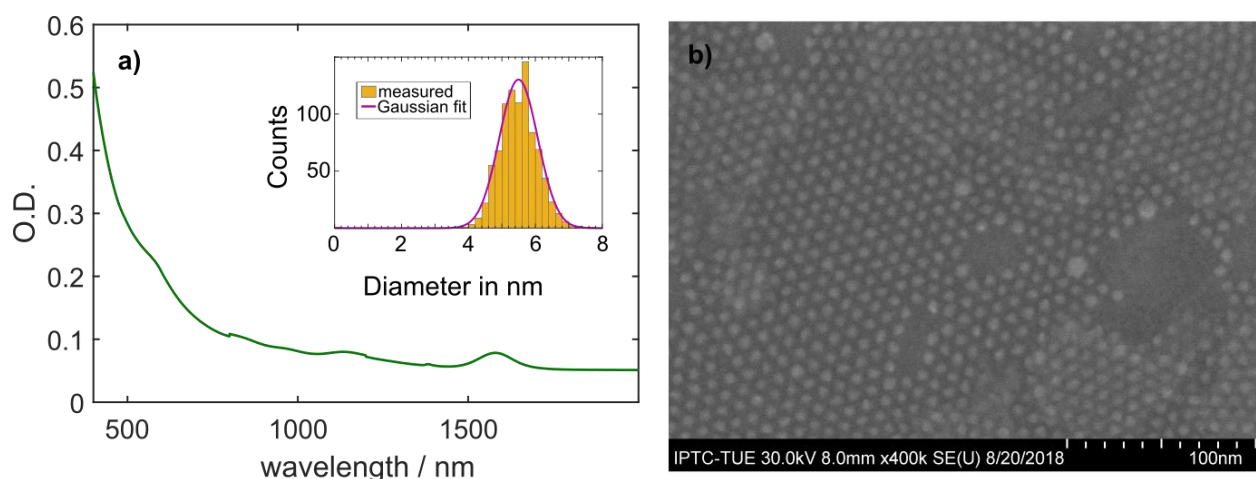 a)
O.D.
0.6
0.5
0.4
0.3
0.2
0.1
0
500
1000
1500
wavelength / nm
measured
Gaussian fit
Counts
100
50
0
2
4
6
8
Diameter in nm
b)
IPTC-TUE 30.0kV 8.0mm x400k SE(U) 8/20/2018
100nm